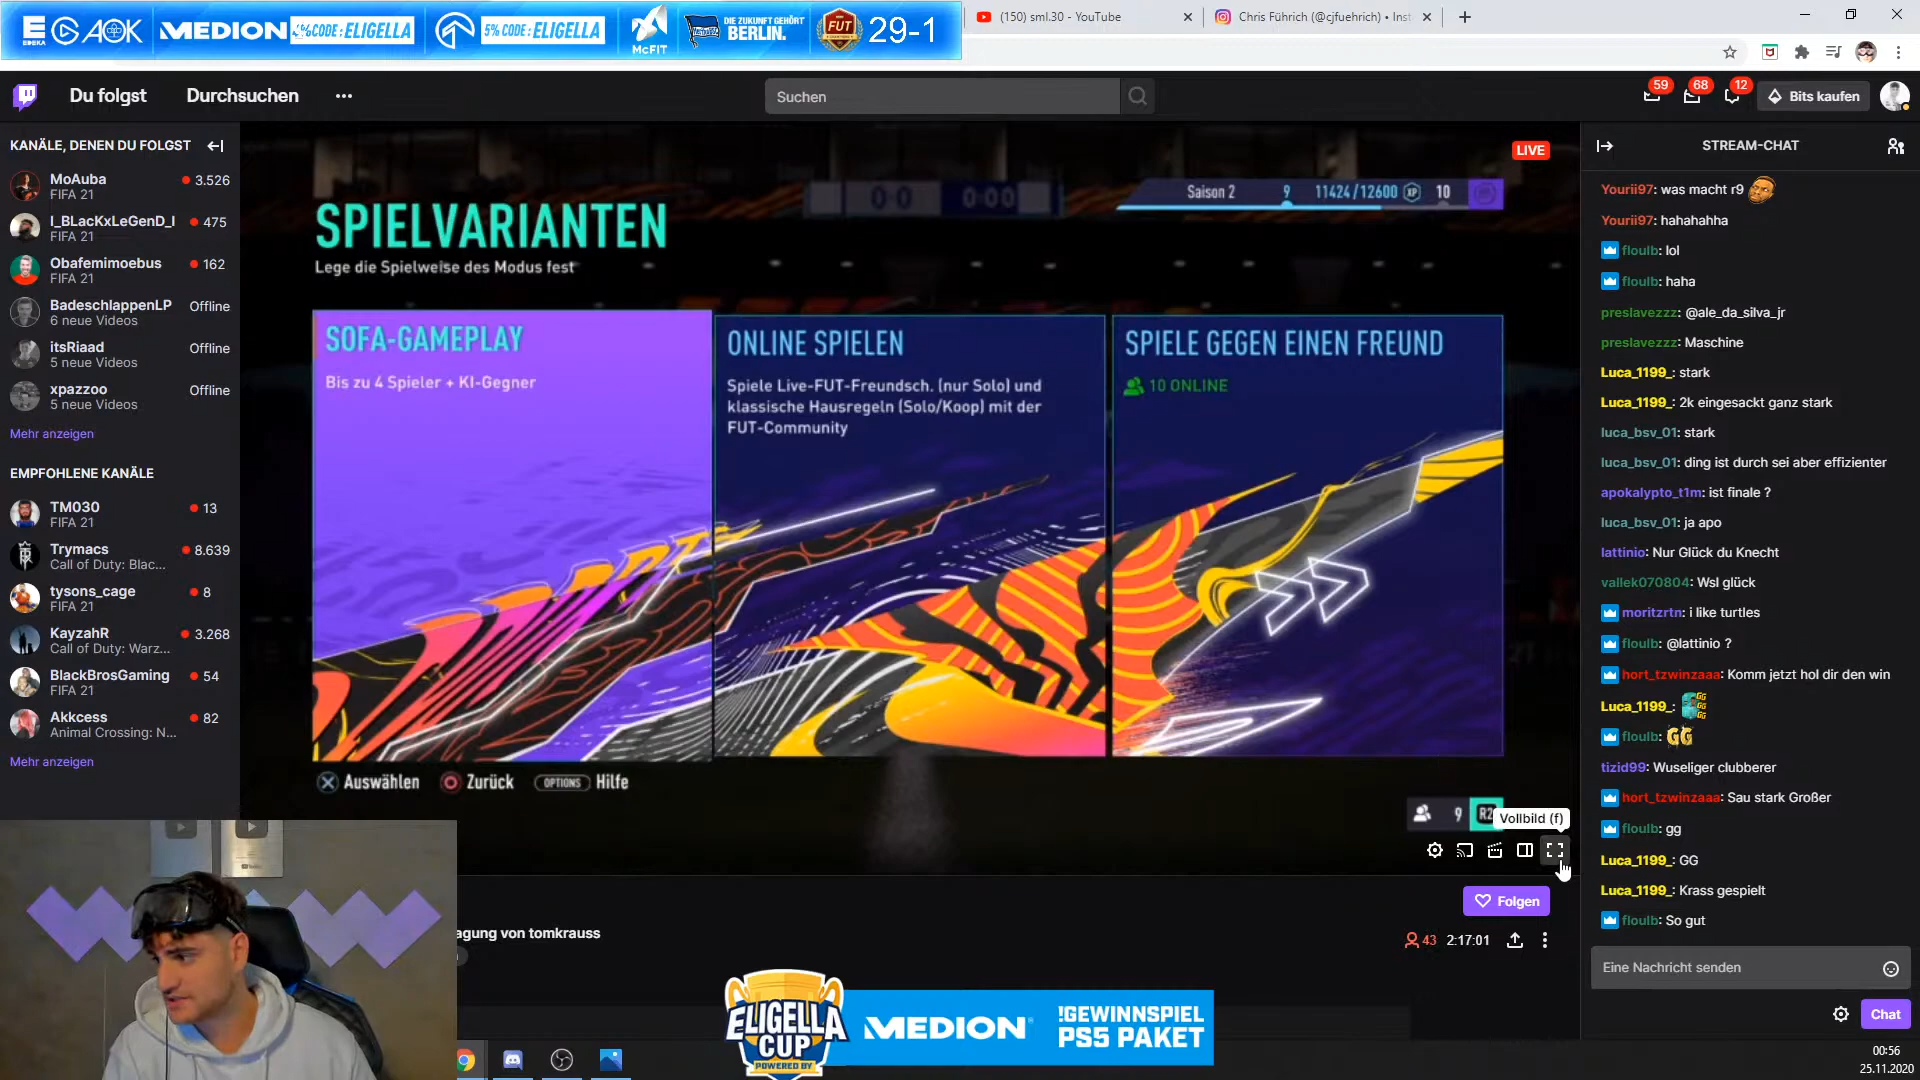 EDEKA
AOK
MEDION
%CODE: ELIGELLA
5% CODE: ELIGELLA
McFIT
DIE ZUKUNFT GEHÖRT
BERLIN.
FUT
29-1
(150) sml.30 - YouTube
Chris Führich (@cjfuehrich) • Inst
Du folgst
Durchsuchen
Suchen
59
68
12
Bits kaufen
KANÄLE, DENEN DU FOLGST
MoAuba
3.526
FIFA 21
I_BLacKxLeGenD_I
475
FIFA 21
Obafemimoebus
162
FIFA 21
BadeschlappenLP
Offline
6 neue Videos
itsRiaad
Offline
5 neue Videos
xpazzoo
Offline
5 neue Videos
Mehr anzeigen
EMPFOHLENE KANÄLE
TM030
13
FIFA 21
Trymacs
8.639
Call of Duty: Blac...
tysons_cage
8
FIFA 21
KayzahR
3.268
Call of Duty: Warz...
BlackBrosGaming
54
FIFA 21
Akkcess
82
Animal Crossing: N...
Mehr anzeigen
LIVE
0-0
0:00
Saison 2
9
11424/12600
XP
10
SPIELVARIANTEN
Lege die Spielweise des Modus fest
SOFA-GAMEPLAY
Bis zu 4 Spieler + KI-Gegner
ONLINE SPIELEN
Spiele Live-FUT-Freundsch. (nur Solo) und
klassische Hausregeln (Solo/Koop) mit der
FUT-Community
SPIELE GEGEN EINEN FREUND
10 ONLINE
Auswählen
Zurück
OPTIONS Hilfe
9
R2
Vollbild (f)
Folgen
agung von tomkrauss
43
2:17:01
ELIGELLA
CUP
POWERED BY
MEDION
!GEWINNSPIEL
PS5 PAKET
STREAM-CHAT
Yourii97: was macht r9
Yourii97: hahahahha
floulb: lol
floulb: haha
preslavezzz: @ale_da_silva_jr
preslavezzz: Maschine
Luca_1199_: stark
Luca_1199_: 2k eingesackt ganz stark
luca_bsv_01: stark
luca_bsv_01: ding ist durch sei aber effizienter
apokalypto_t1m: ist finale ?
luca_bsv_01: ja apo
lattinio: Nur Glück du Knecht
vallek070804: Wsl glück
moritzrtn: i like turtles
floulb: @lattinio ?
hort_tzwinzaaa: Komm jetzt hol dir den win
Luca_1199_: GG GG GG
floulb: GG
tizid99: Wuseliger clubberer
hort_tzwinzaaa: Sau stark Großer
floulb: gg
Luca_1199_: GG
Luca_1199_: Krass gespielt
floulb: So gut
Eine Nachricht senden
Chat
00:56
25.11.2020